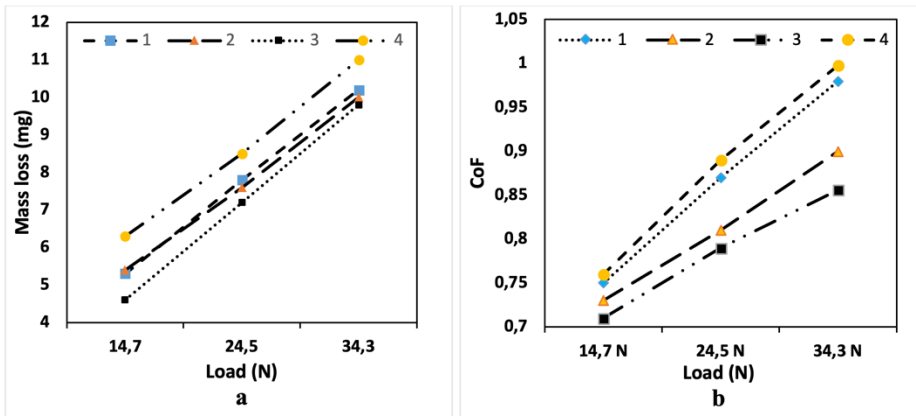 12
11
10
9
8
7
6
5
4
Mass loss (mg)
1 2 3 4
14,7 24,5 34,3
Load (N)
a
1,05
1
0,95
0,9
0,85
0,8
0,75
0,7
CoF
1 2 3 4
14,7 N 24,5 N 34,3 N
Load (N)
b